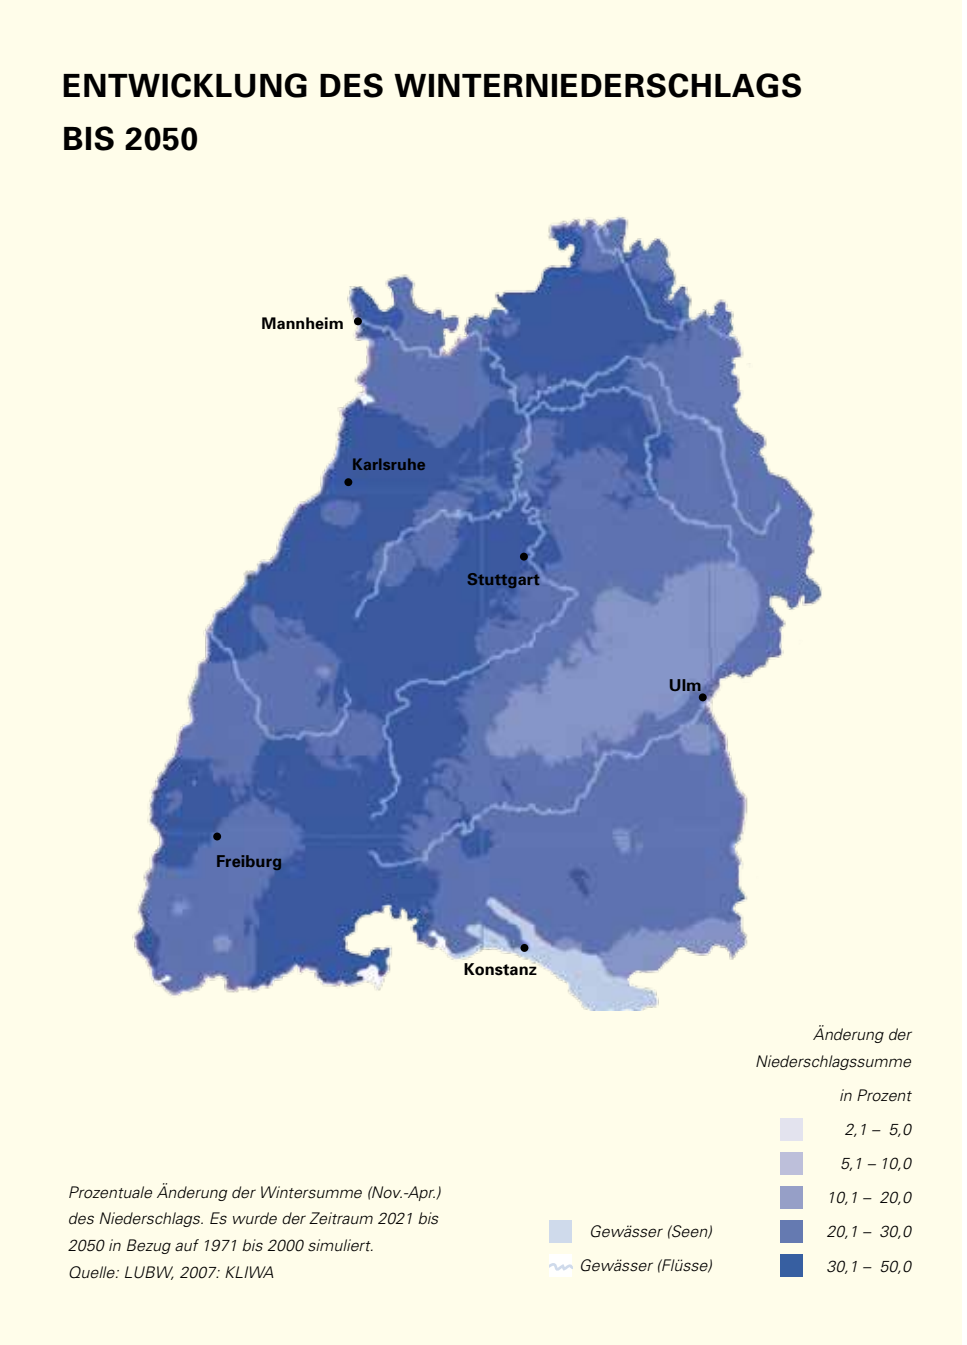 ENTWICKLUNG DES WINTERNIEDERSCHLAGS
BIS 2050
Mannheim
Karlsruhe
Stuttgart
Ulm
Freiburg
Konstanz
Änderung der
Niederschlagssumme
in Prozent
2,1 – 5,0
5,1 – 10,0
10,1 – 20,0
20,1 – 30,0
30,1 – 50,0
Gewässer (Seen)
Gewässer (Flüsse)
Prozentuale Änderung der Wintersumme (Nov.-Apr.)
des Niederschlags. Es wurde der Zeitraum 2021 bis
2050 in Bezug auf 1971 bis 2000 simuliert.
Quelle: LUBW, 2007: KLIWA